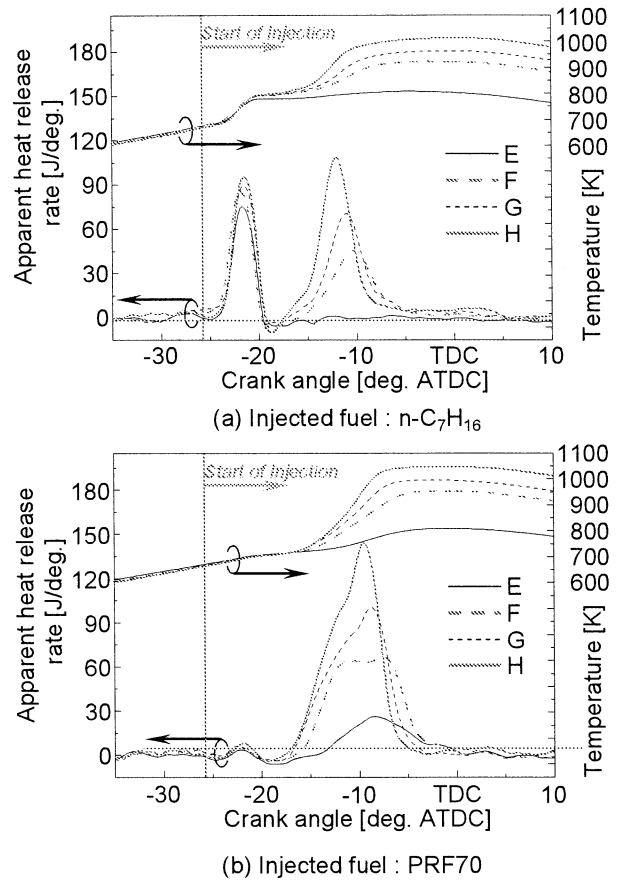 Start of Injection
Apparent heat release
rate [J/deg.]
180
150
120
90
60
30
0
1100
1000
900
800
700
600
Temperature [K]
E
F
G
H
-30
-20
-10
TDC
10
Crank angle [deg. ATDC]
(a) Injected fuel : n-C₇H₁₆
Start of Injection
Apparent heat release
rate [J/deg.]
180
150
120
90
60
30
0
1100
1000
900
800
700
600
Temperature [K]
E
F
G
H
-30
-20
-10
TDC
10
Crank angle [deg. ATDC]
(b) Injected fuel : PRF70